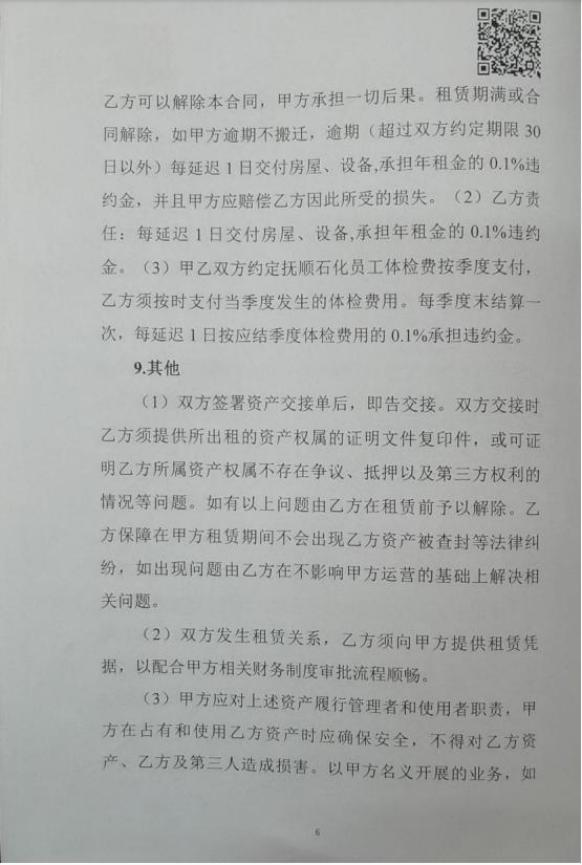 乙方可以解除本合同，甲方承担一切后果。租赁期满或合
同解除，如甲方逾期不搬迁，逾期（超过双方约定期限 30
日以外）每延迟 1 日交付房屋、设备,承担年租金的 0.1%违
约金，并且甲方应赔偿乙方因此所受的损失。（2）乙方责
任：每延迟 1 日交付房屋、设备,承担年租金的 0.1%违约
金。（3）甲乙双方约定抚顺石化员工体检费按季度支付，
乙方须按时支付当季度发生的体检费用。每季度末结算一
次，每延迟 1 日按应结季度体检费用的 0.1%承担违约金。
9.其他
（1）双方签署资产交接单后，即告交接。双方交接时
乙方须提供所出租的资产权属的证明文件复印件，或可证
明乙方所属资产权属不存在争议、抵押以及第三方权利的
情况等问题。如有以上问题由乙方在租赁前予以解除。乙
方保障在甲方租赁期间不会出现乙方资产被查封等法律纠
纷，如出现问题由乙方在不影响甲方运营的基础上解决相
关问题。
（2）双方发生租赁关系，乙方须向甲方提供租赁凭
据，以配合甲方相关财务制度审批流程顺畅。
（3）甲方应对上述资产履行管理者和使用者职责，甲
方在占有和使用乙方资产时应确保安全，不得对乙方资
产、乙方及第三人造成损害。以甲方名义开展的业务，如
6